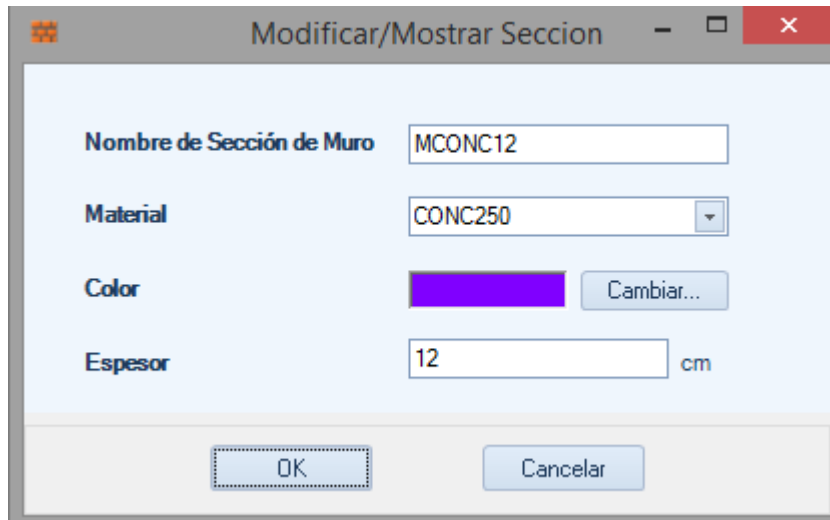 Modificar/Mostrar Seccion
Nombre de Sección de Muro MCONC12
Material CONC250
Color Cambiar...
Espesor 12 cm
OK Cancelar